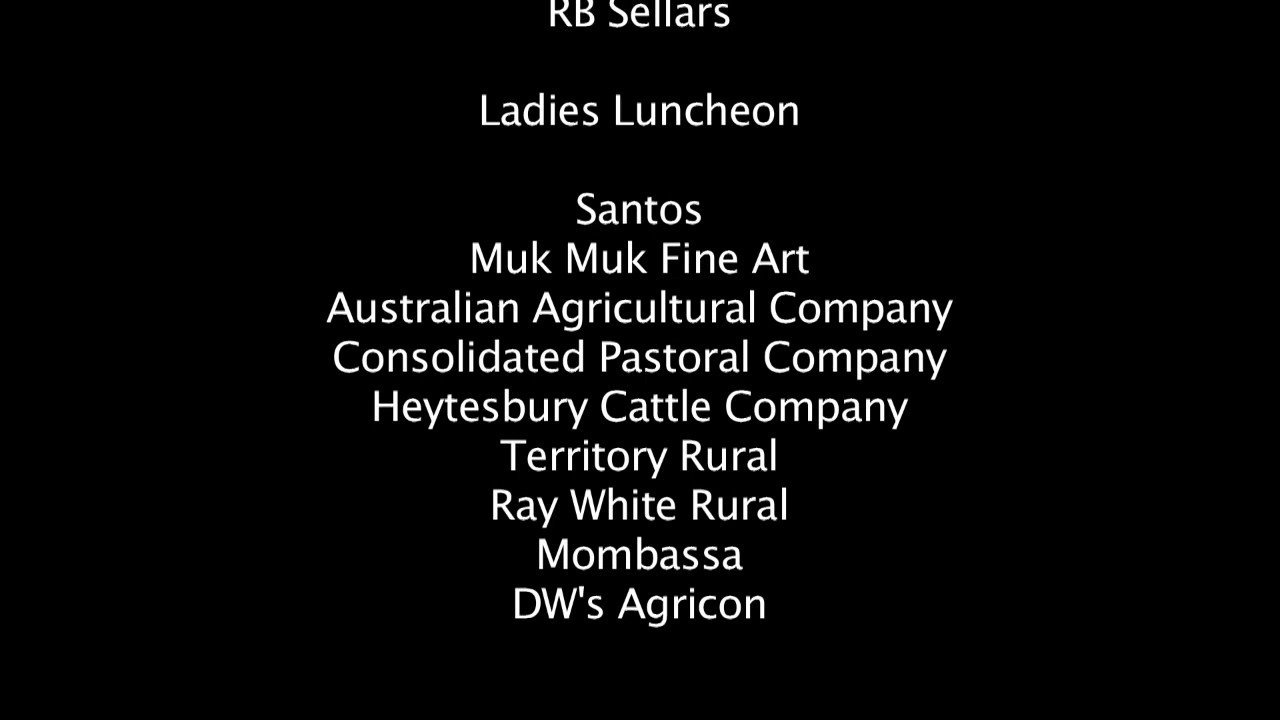 RB Sellars
Ladies Luncheon
Santos
Muk Muk Fine Art
Australian Agricultural Company
Consolidated Pastoral Company
Heytesbury Cattle Company
Territory Rural
Ray White Rural
Mombassa
DW's Agricon